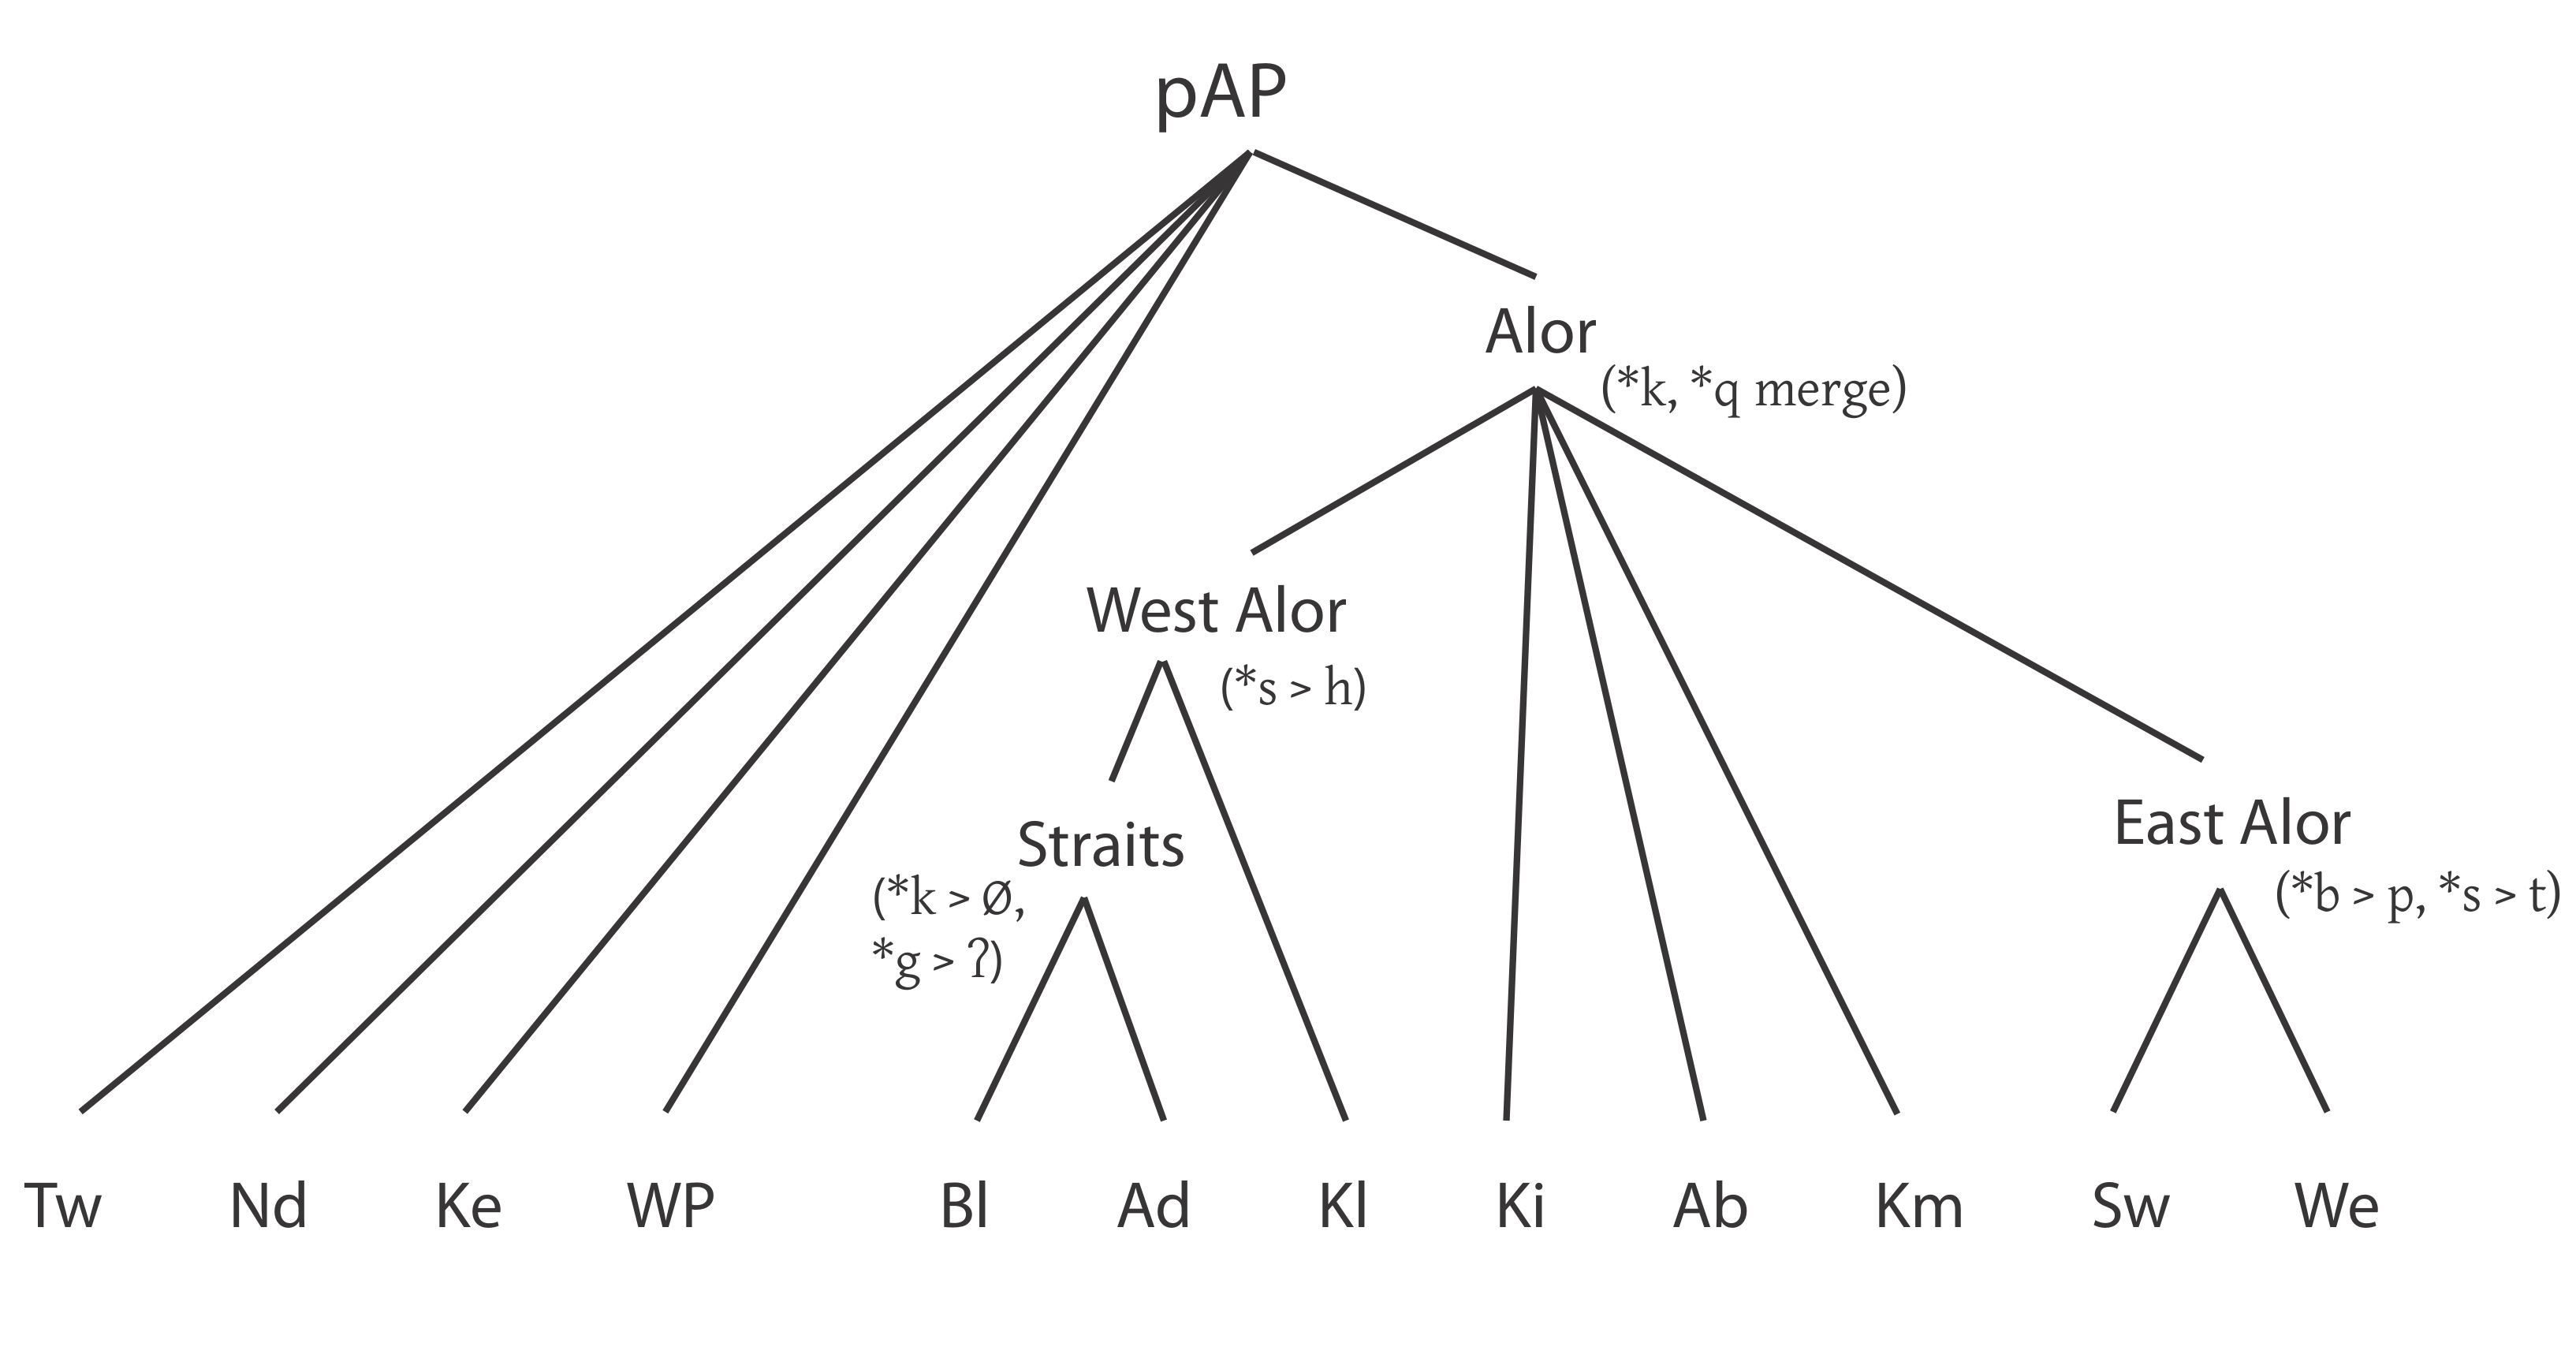 pAP
Alor
(*k, *q merge)
West Alor
(*s > h)
Straits
(*k > Ø,
*g > ʔ)
East Alor
(*b > p, *s > t)
Tw Nd Ke WP Bl Ad Kl Ki Ab Km Sw We